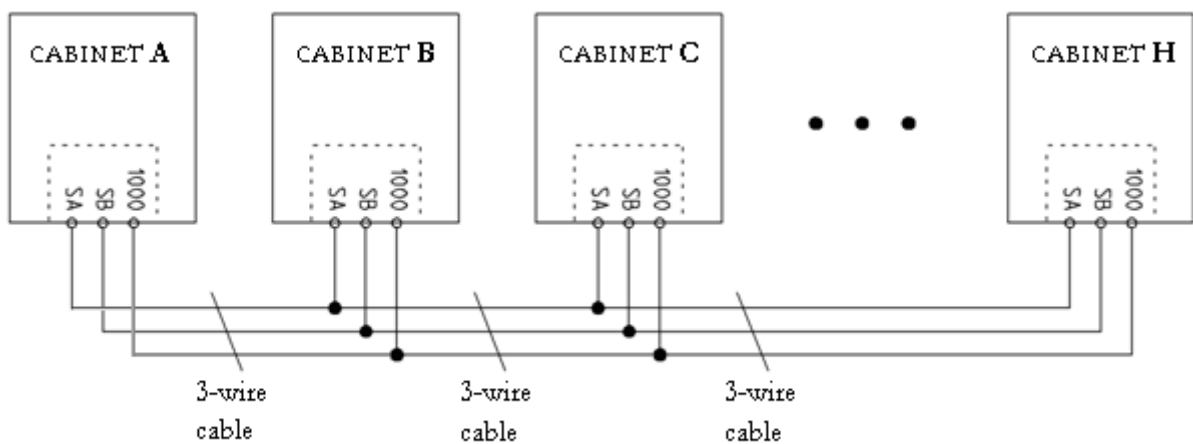 CABINET A
CABINET B
CABINET C
CABINET H
SA
SB
1000
SA
SB
1000
SA
SB
1000
SA
SB
1000
3-wire
cable
3-wire
cable
3-wire
cable